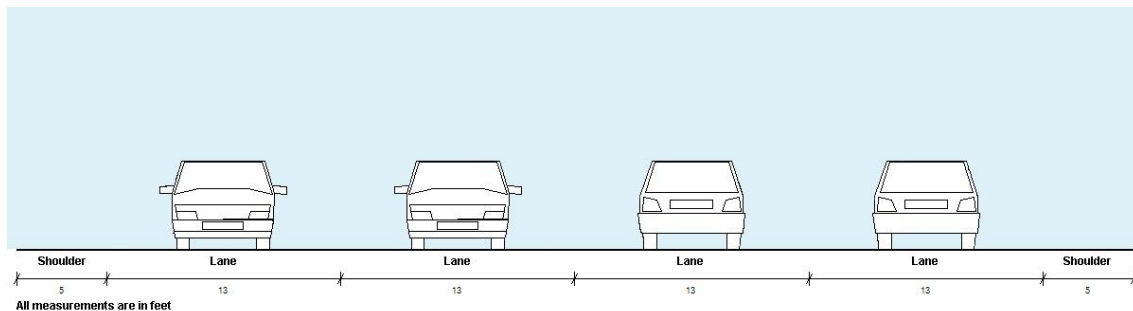 Shoulder Lane Lane Lane Lane Shoulder
5 13 13 13 13 5
All measurements are in feet